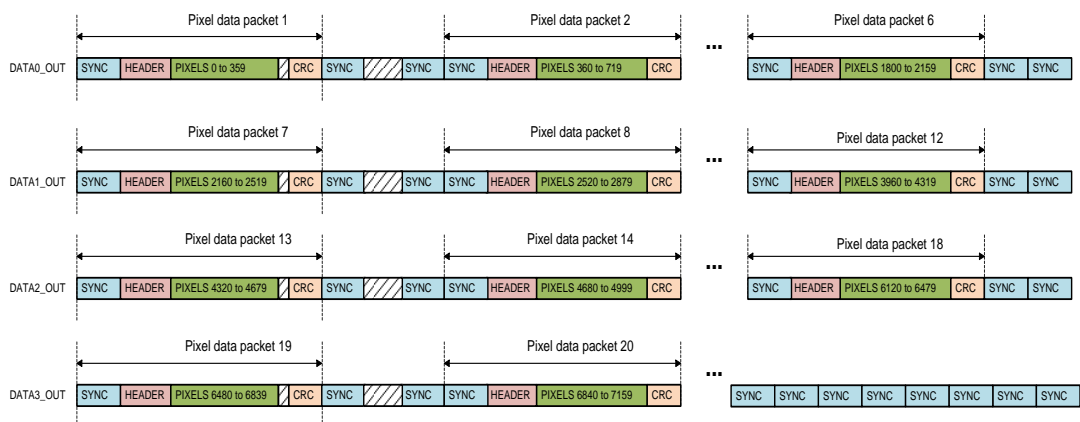 Pixel data packet 1 Pixel data packet 2 Pixel data packet 6
...
DATA0_OUT SYNC HEADER PIXELS 0 to 359 CRC SYNC SYNC SYNC HEADER PIXELS 360 to 719 CRC SYNC HEADER PIXELS 1800 to 2159 CRC SYNC SYNC
Pixel data packet 7 Pixel data packet 8 Pixel data packet 12
...
DATA1_OUT SYNC HEADER PIXELS 2160 to 2519 CRC SYNC SYNC SYNC HEADER PIXELS 2520 to 2879 CRC SYNC HEADER PIXELS 3960 to 4319 CRC SYNC SYNC
Pixel data packet 13 Pixel data packet 14 Pixel data packet 18
...
DATA2_OUT SYNC HEADER PIXELS 4320 to 4679 CRC SYNC SYNC SYNC HEADER PIXELS 4680 to 4999 CRC SYNC HEADER PIXELS 6120 to 6479 CRC SYNC SYNC
Pixel data packet 19 Pixel data packet 20
...
DATA3_OUT SYNC HEADER PIXELS 6480 to 6839 CRC SYNC SYNC SYNC HEADER PIXELS 6840 to 7159 CRC SYNC SYNC SYNC SYNC SYNC SYNC SYNC SYNC